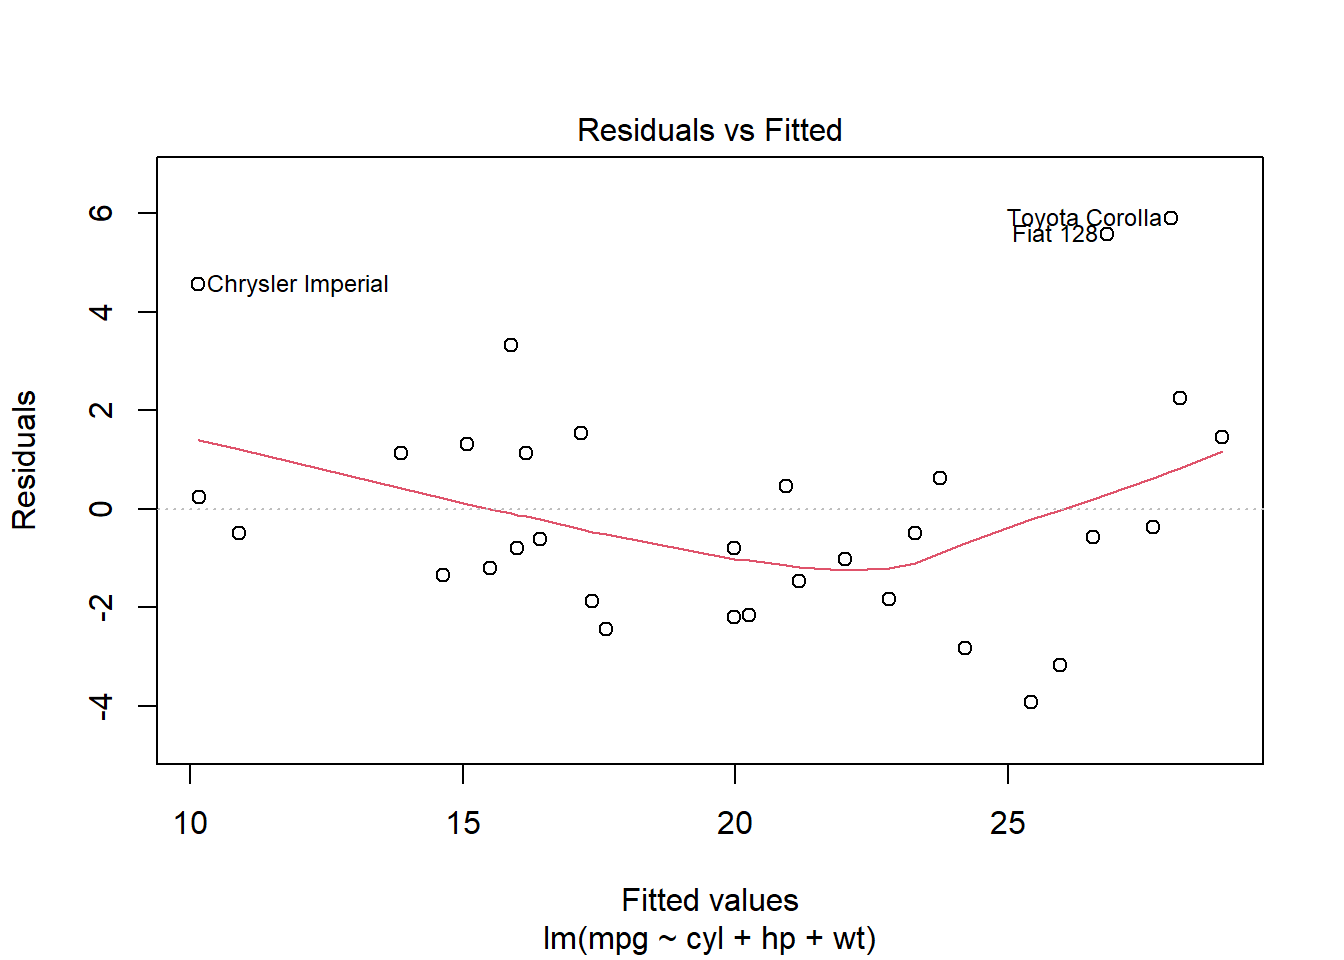 Residuals vs Fitted
Residuals
6
4
2
0
-2
-4
Toyota Corolla
Fiat 128
Chrysler Imperial
10 15 20 25
Fitted values
lm(mpg ~ cyl + hp + wt)